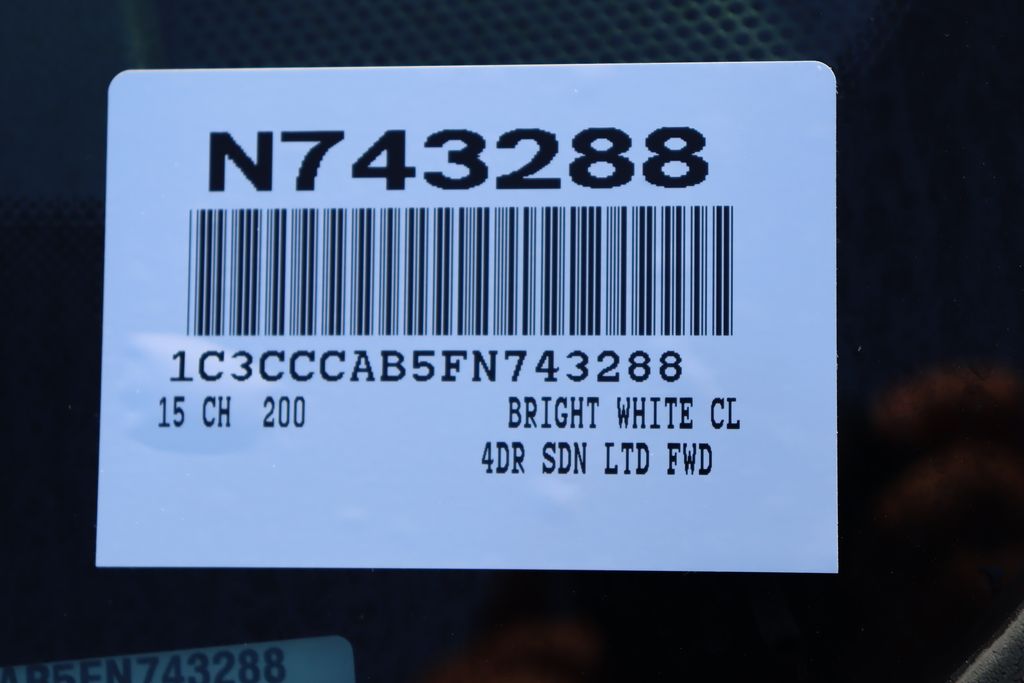 N743288
1C3CCCAB5FN743288
15 CH 200 BRIGHT WHITE CL
4DR SDN LTD FWD
AB5FN743288